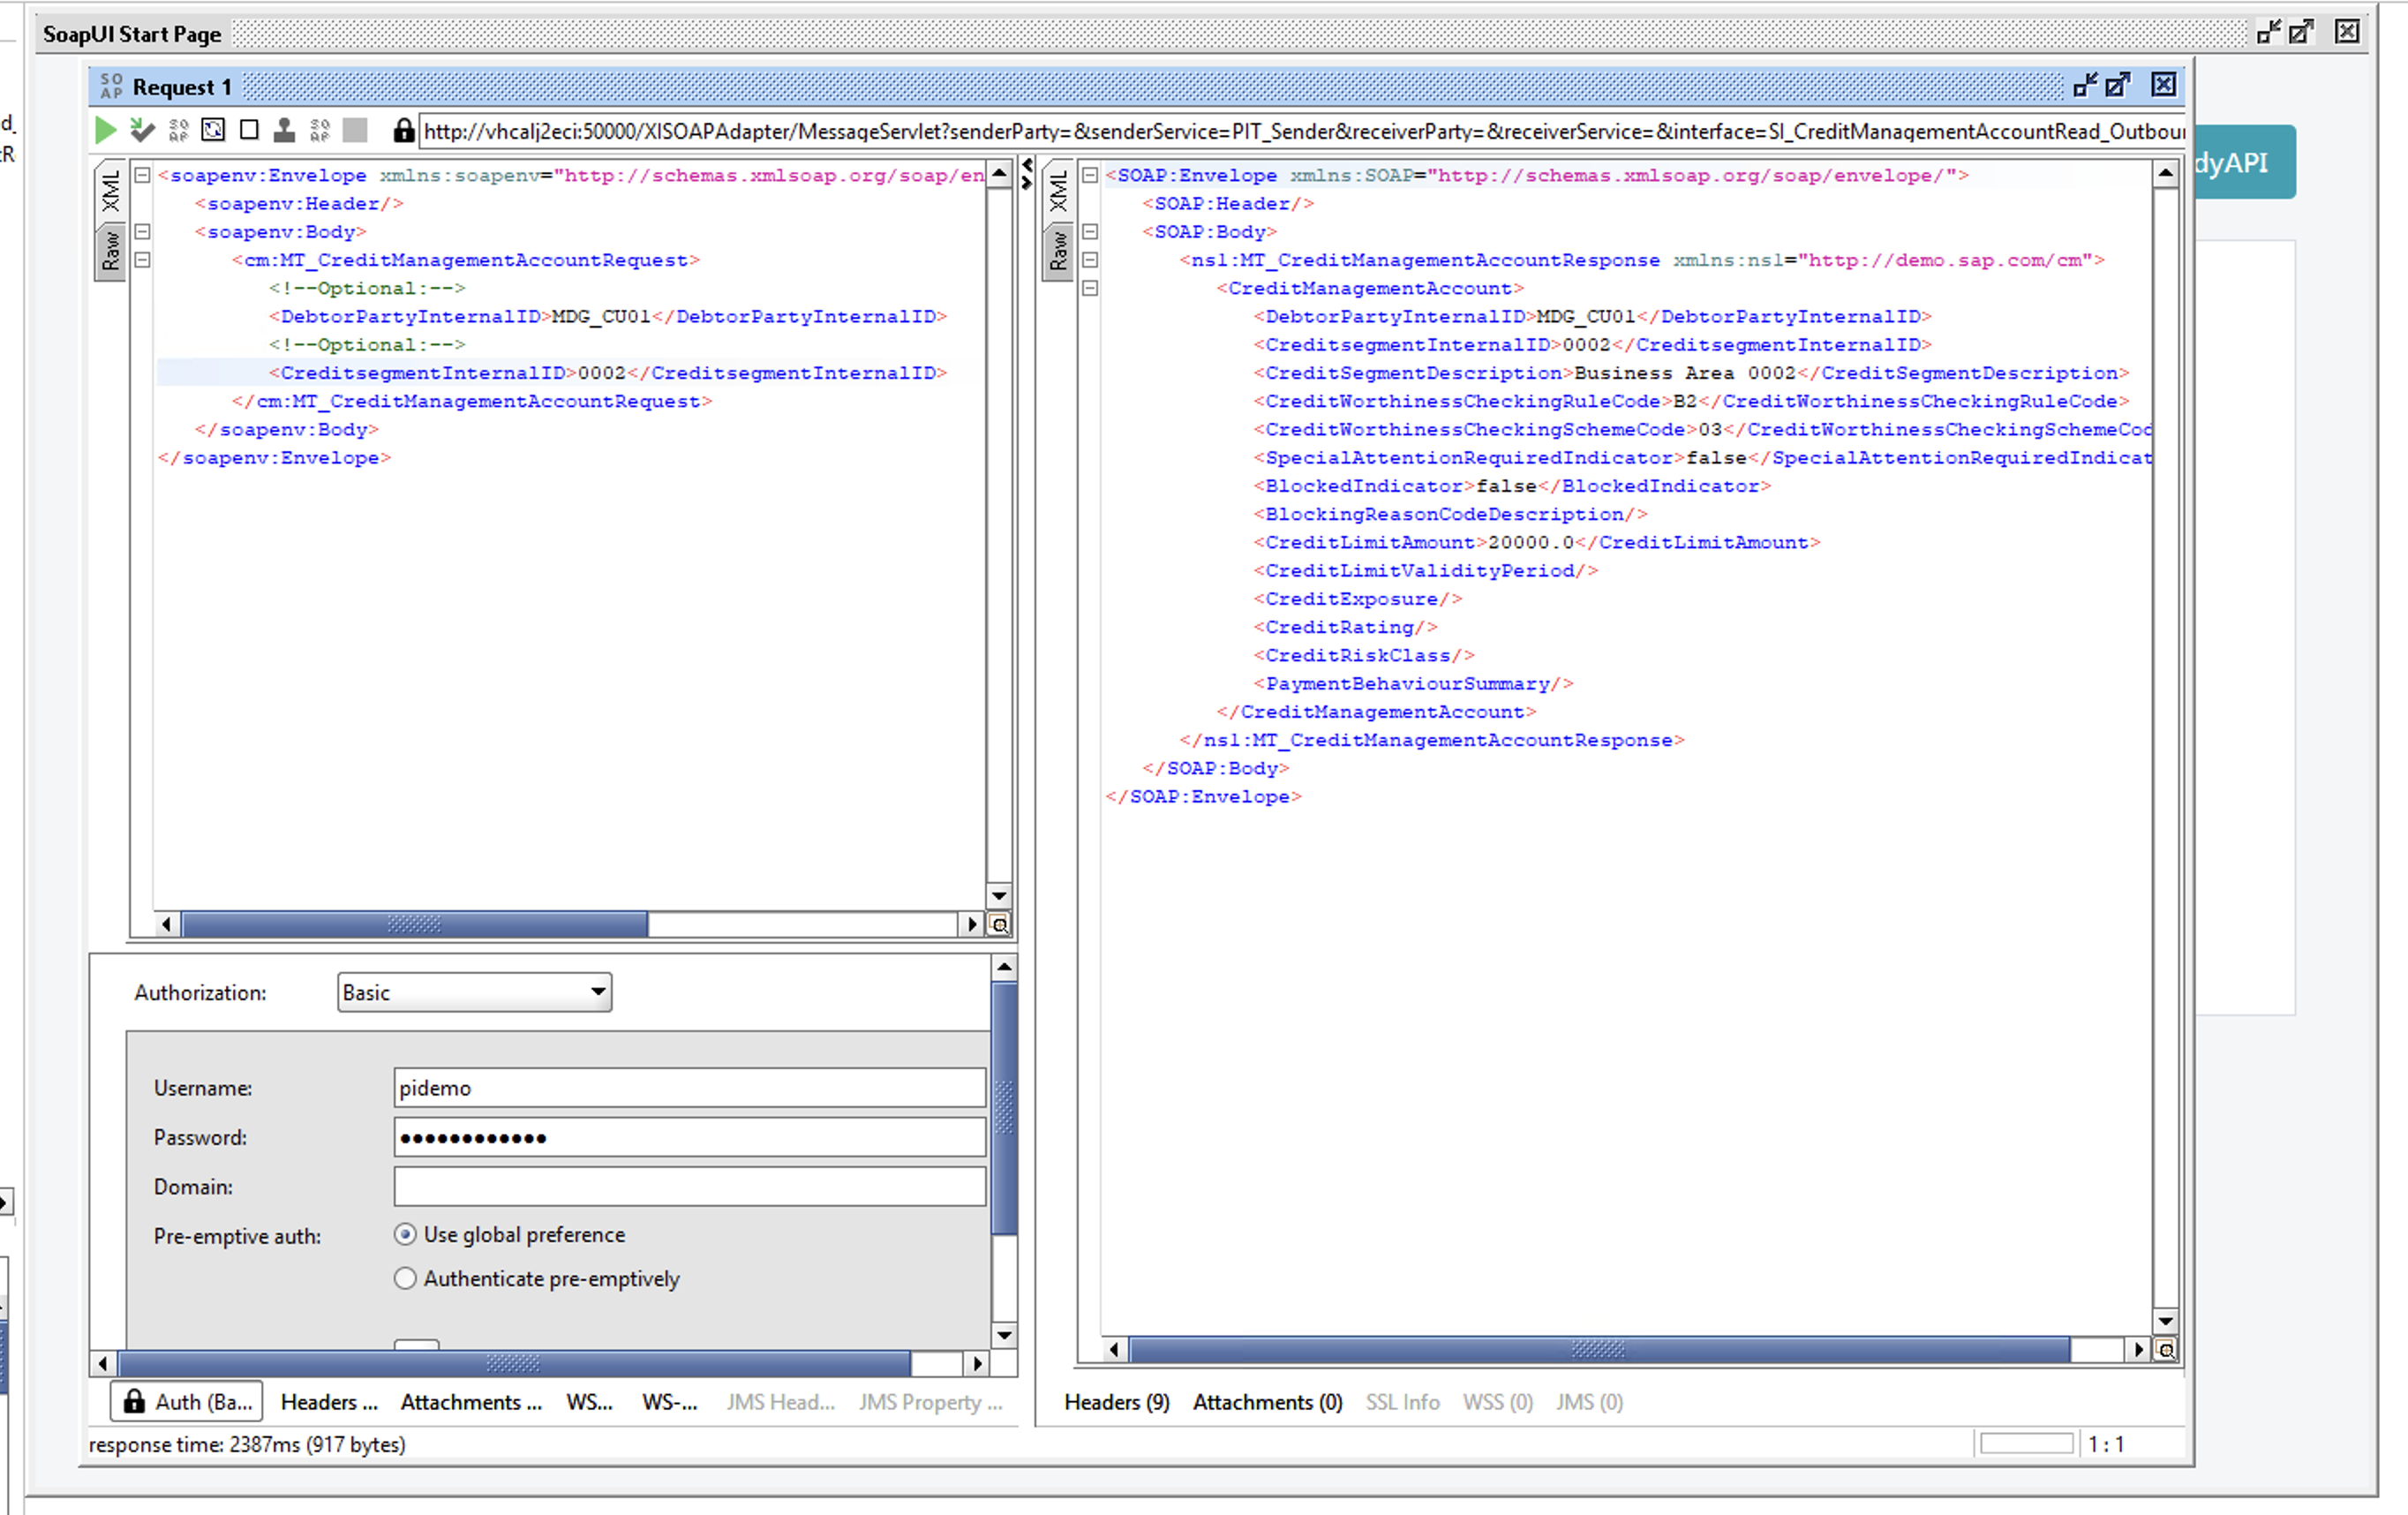 SoapUI Start Page
SO
AP
Request 1
http://vhcalj2eci:50000/XISOAPAdapter/MessageServlet?senderParty=&senderService=PIT_Sender&receiverParty=&receiverService=&interface=SI_CreditManagementAccountRead_Outbour
dyAPI
XML
Raw
<soapenv:Envelope xmlns:soapenv="http://schemas.xmlsoap.org/soap/en
<soapenv:Header/>
<soapenv:Body>
<cm:MT_CreditManagementAccountRequest>
<!--Optional:-->
<DebtorPartyInternalID>MDG_CU01</DebtorPartyInternalID>
<!--Optional:-->
<CreditsegmentInternalID>0002</CreditsegmentInternalID>
</cm:MT_CreditManagementAccountRequest>
</soapenv:Body>
</soapenv:Envelope>
XML
Raw
<SOAP:Envelope xmlns:SOAP="http://schemas.xmlsoap.org/soap/envelope/">
<SOAP:Header/>
<SOAP:Body>
<ns1:MT_CreditManagementAccountResponse xmlns:ns1="http://demo.sap.com/cm">
<CreditManagementAccount>
<DebtorPartyInternalID>MDG_CU01</DebtorPartyInternalID>
<CreditsegmentInternalID>0002</CreditsegmentInternalID>
<CreditSegmentDescription>Business Area 0002</CreditSegmentDescription>
<CreditWorthinessCheckingRuleCode>B2</CreditWorthinessCheckingRuleCode>
<CreditWorthinessCheckingSchemeCode>03</CreditWorthinessCheckingSchemeCod
<SpecialAttentionRequiredIndicator>false</SpecialAttentionRequiredIndicat
<BlockedIndicator>false</BlockedIndicator>
<BlockingReasonCodeDescription/>
<CreditLimitAmount>20000.0</CreditLimitAmount>
<CreditLimitValidityPeriod/>
<CreditExposure/>
<CreditRating/>
<CreditRiskClass/>
<PaymentBehaviourSummary/>
</CreditManagementAccount>
</ns1:MT_CreditManagementAccountResponse>
</SOAP:Body>
</SOAP:Envelope>
Authorization: Basic
Username: pidemo
Password: ●●●●●●●●●●●●
Domain:
Pre-emptive auth: Use global preference
Authenticate pre-emptively
Auth (Ba... Headers ... Attachments ... WS... WS-... JMS Head... JMS Property ...
Headers (9) Attachments (0) SSL Info WSS (0) JMS (0)
response time: 2387ms (917 bytes)
1 : 1